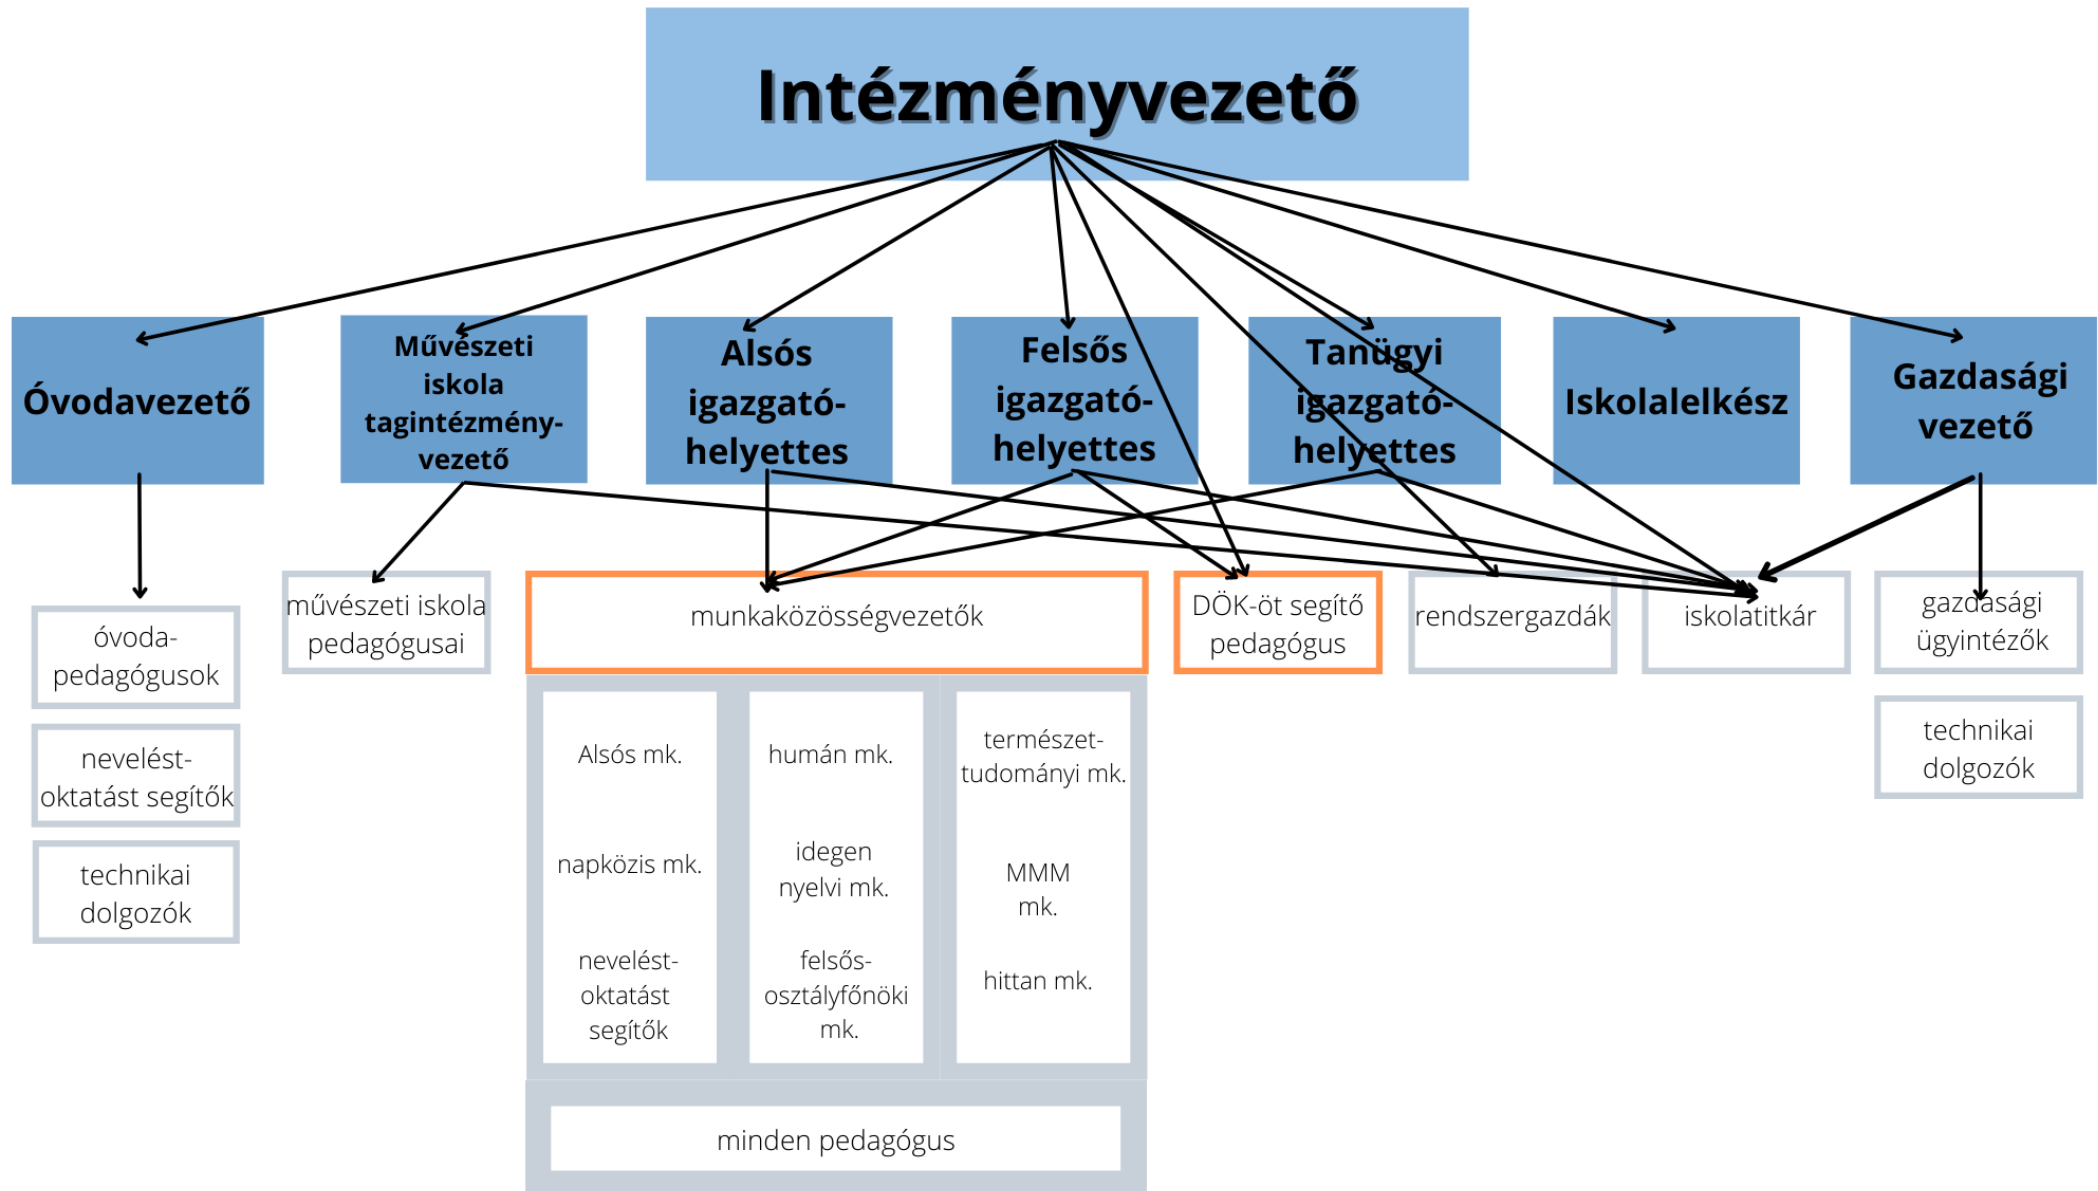 Intézményvezető
Óvodavezető
Művészeti
iskola
tagintézmény-
vezető
Alsós
igazgató-
helyettes
Felsős
igazgató-
helyettes
Tanügyi
igazgató-
helyettes
Iskolalelkész
Gazdasági
vezető
óvoda-
pedagógusok
nevelést-
oktatást segítők
technikai
dolgozók
művészeti iskola
pedagógusai
munkaközösségvezetők
DÖK-öt segítő
pedagógus
rendszergazdák
iskolatitkár
gazdasági
ügyintézők
technikai
dolgozók
Alsós mk.
napközis mk.
nevelést-
oktatást
segítők
humán mk.
idegen
nyelvi mk.
felsős-
osztályfőnöki
mk.
természet-
tudományi mk.
MMM
mk.
hittan mk.
minden pedagógus